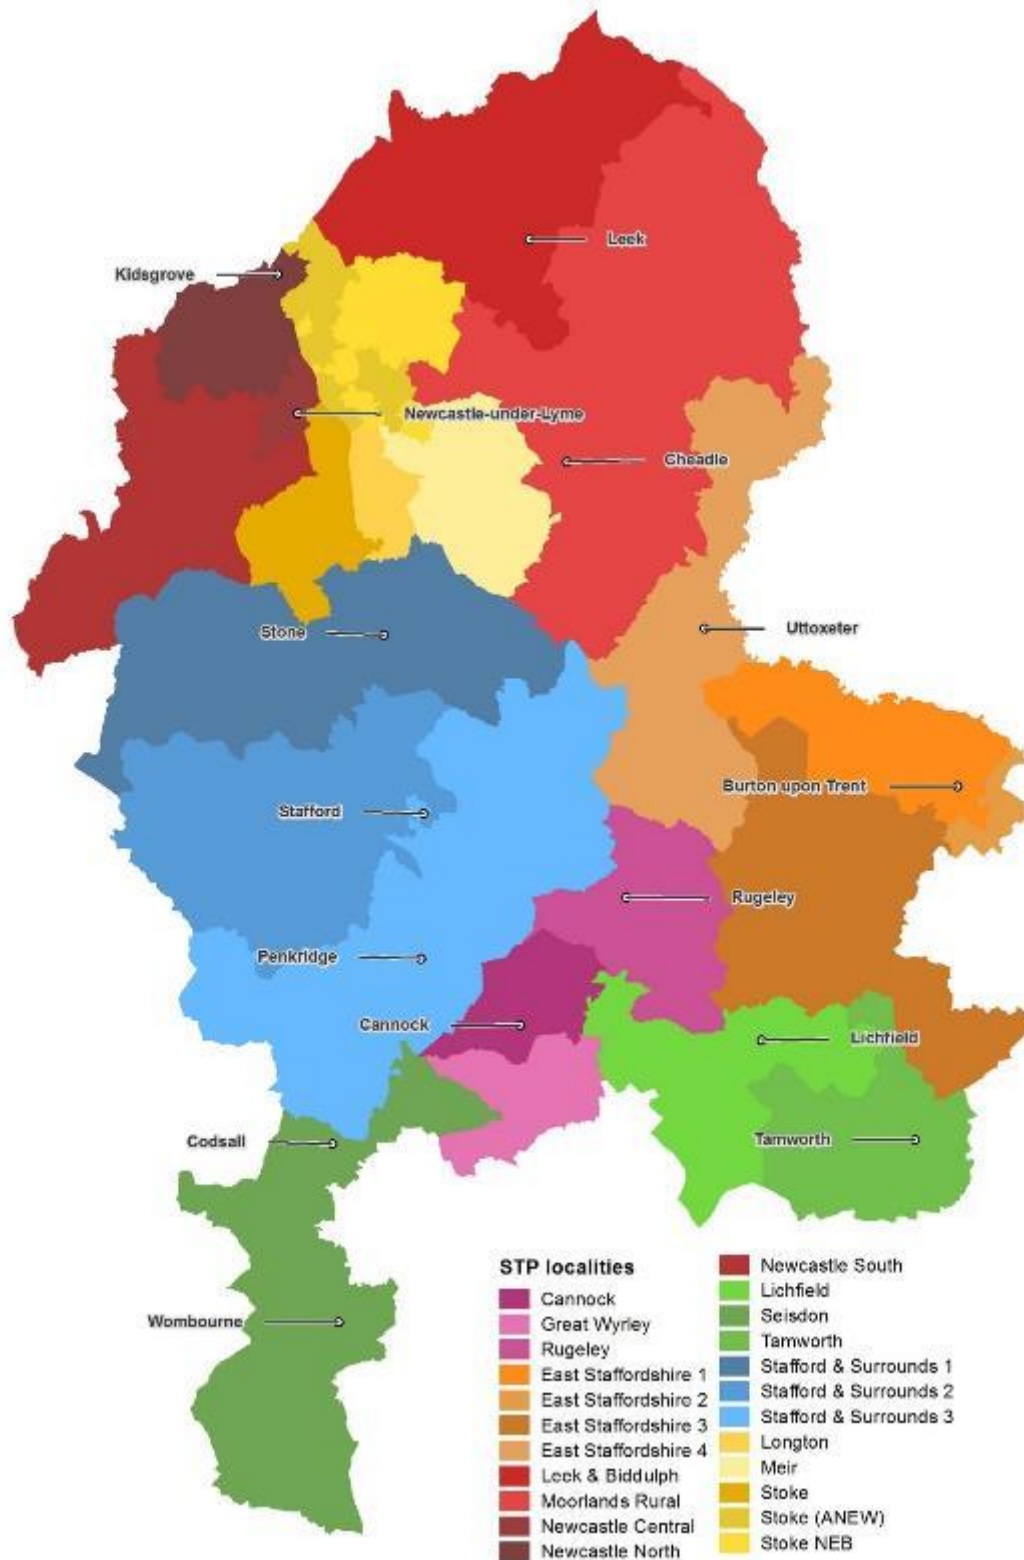 Leek
Kidsgrove
Newcastle-under-Lyme
Cheadle
Uttoxeter
Stone
Burton upon Trent
Stafford
Rugeley
Penkridge
Cannock
Lichfield
Codsall
Tamworth
Wombourne
STP localities
Cannock
Great Wyrley
Rugeley
East Staffordshire 1
East Staffordshire 2
East Staffordshire 3
East Staffordshire 4
Leek & Biddulph
Moorlands Rural
Newcastle Central
Newcastle North
Newcastle South
Lichfield
Seisdon
Tamworth
Stafford & Surrounds 1
Stafford & Surrounds 2
Stafford & Surrounds 3
Longton
Meir
Stoke
Stoke (ANEW)
Stoke NEB